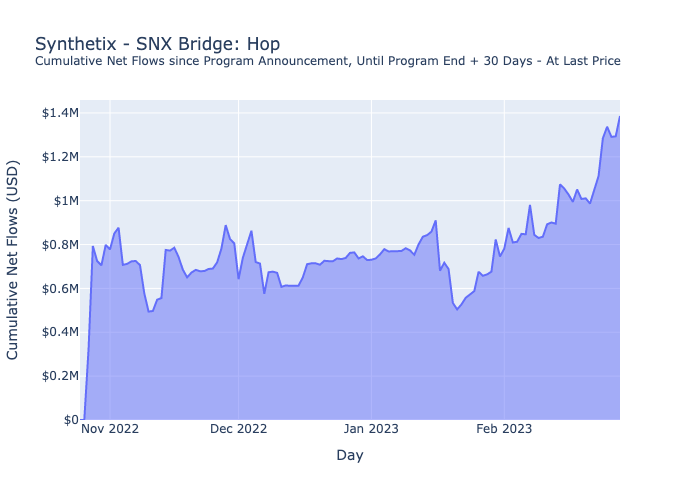 Synthetix - SNX Bridge: Hop
Cumulative Net Flows since Program Announcement, Until Program End + 30 Days - At Last Price
Cumulative Net Flows (USD)
$1.4M
$1.2M
$1M
$0.8M
$0.6M
$0.4M
$0.2M
$0
Nov 2022
Dec 2022
Jan 2023
Feb 2023
Day